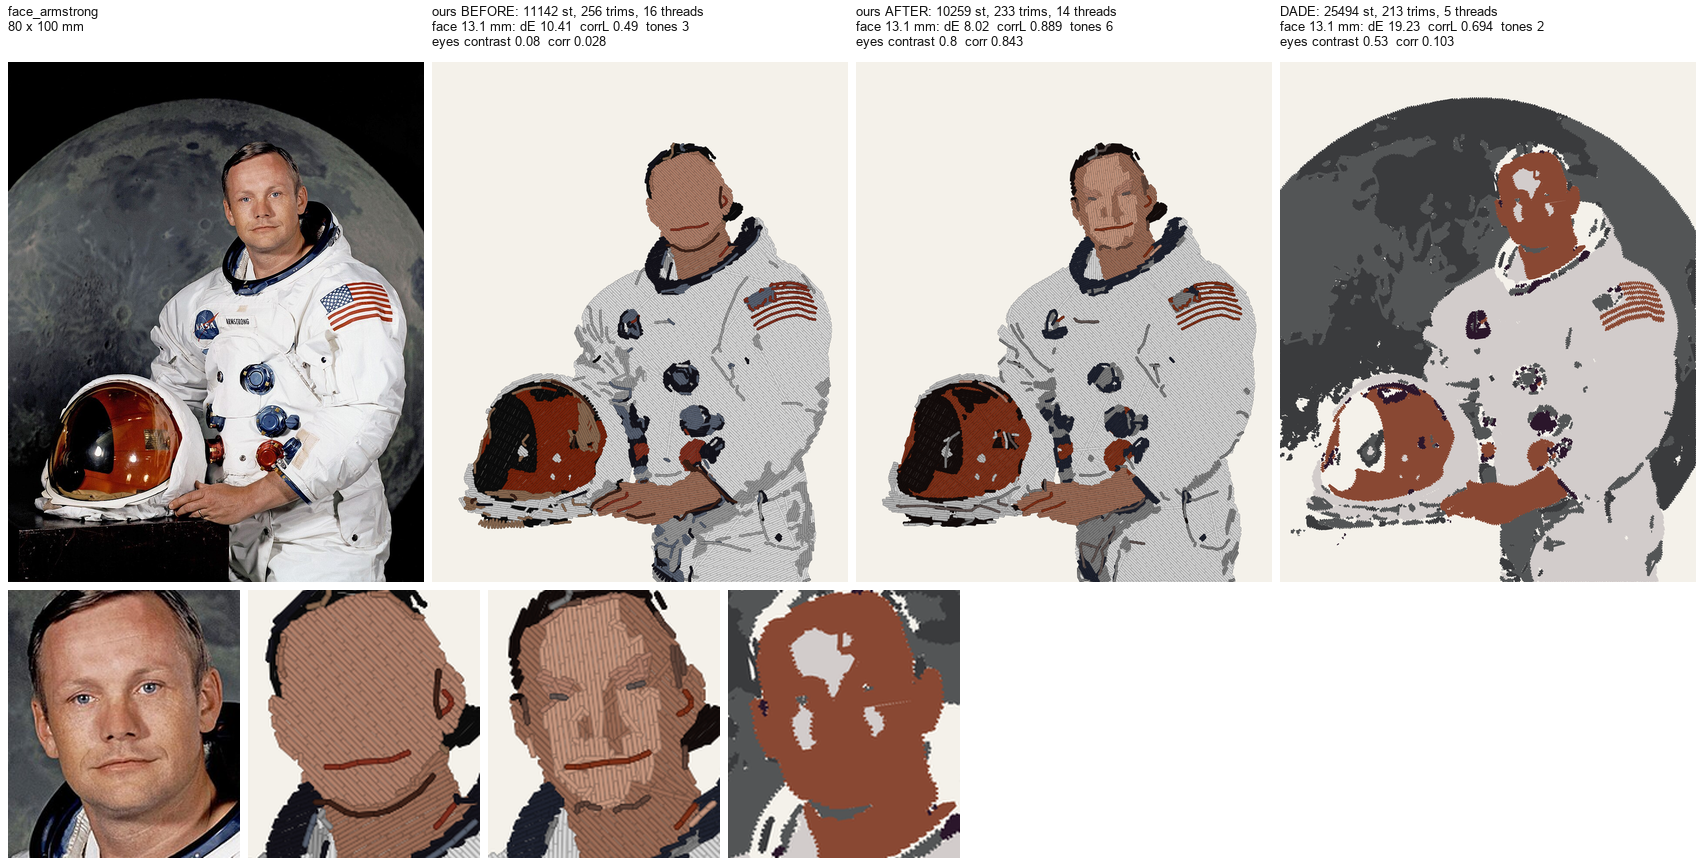 face_armstrong
80 x 100 mm
ours BEFORE: 11142 st, 256 trims, 16 threads
face 13.1 mm: dE 10.41  corrL 0.49  tones 3
eyes contrast 0.08  corr 0.028
ours AFTER: 10259 st, 233 trims, 14 threads
face 13.1 mm: dE 8.02  corrL 0.889  tones 6
eyes contrast 0.8  corr 0.843
DADE: 25494 st, 213 trims, 5 threads
face 13.1 mm: dE 19.23  corrL 0.694  tones 2
eyes contrast 0.53  corr 0.103
NASA
ARMSTRONG